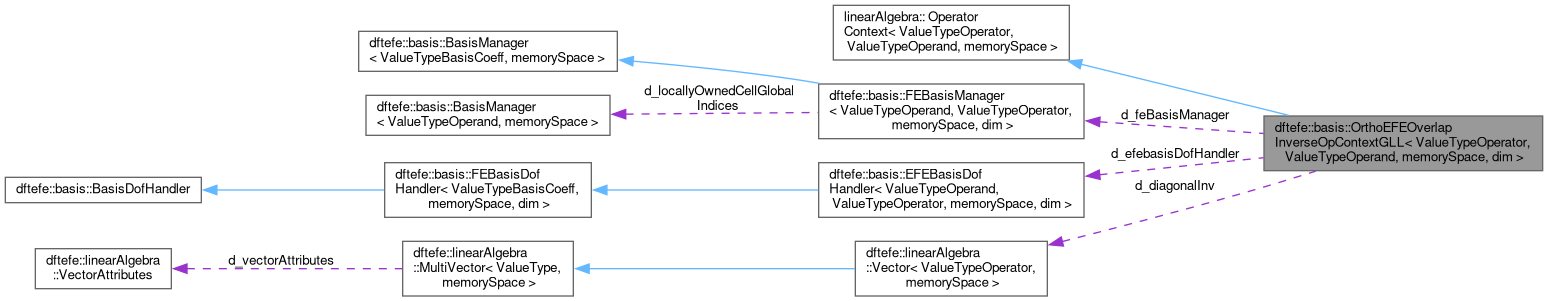 linearAlgebra:: Operator
Context< ValueTypeOperator,
ValueTypeOperand, memorySpace >
dftefe::basis::BasisManager
< ValueTypeBasisCoeff, memorySpace >
d_locallyOwnedCellGlobal
Indices
dftefe::basis::BasisManager
< ValueTypeOperand, memorySpace >
dftefe::basis::FEBasisManager
< ValueTypeOperand, ValueTypeOperator,
memorySpace, dim >
d_feBasisManager
dftefe::basis::OrthoEFEOverlap
InverseOpContextGLL< ValueTypeOperator,
ValueTypeOperand, memorySpace, dim >
d_efebasisDofHandler
d_diagonalInv
dftefe::basis::BasisDofHandler
dftefe::basis::FEBasisDof
Handler< ValueTypeBasisCoeff,
memorySpace, dim >
dftefe::basis::EFEBasisDof
Handler< ValueTypeOperand,
ValueTypeOperator, memorySpace, dim >
dftefe::linearAlgebra
::VectorAttributes
d_vectorAttributes
dftefe::linearAlgebra
::MultiVector< ValueType,
memorySpace >
dftefe::linearAlgebra
::Vector< ValueTypeOperator,
memorySpace >